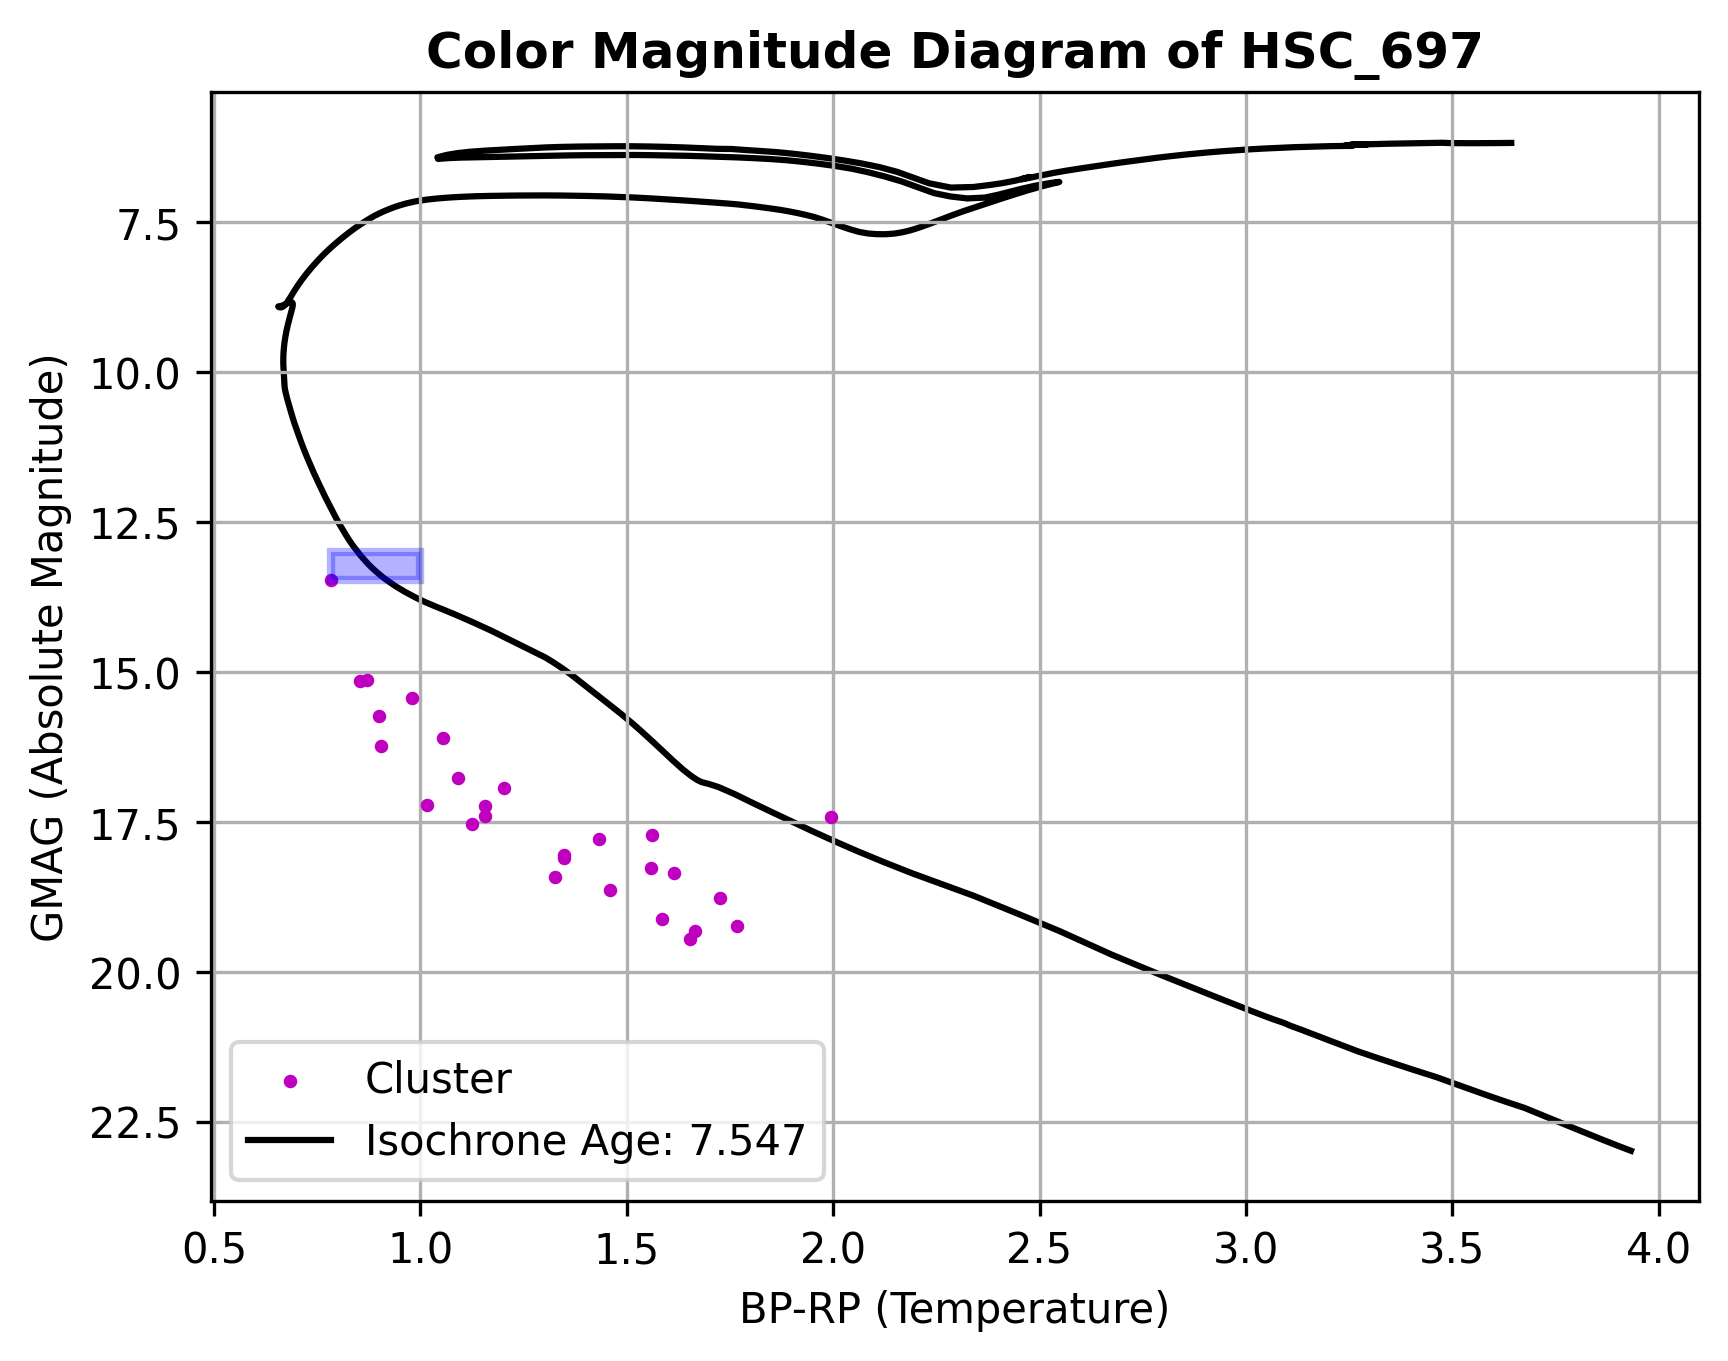 Color Magnitude Diagram of HSC_697
GMAG (Absolute Magnitude)
7.5
10.0
12.5
15.0
17.5
20.0
22.5
Cluster
Isochrone Age: 7.547
0.5 1.0 1.5 2.0 2.5 3.0 3.5 4.0
BP-RP (Temperature)